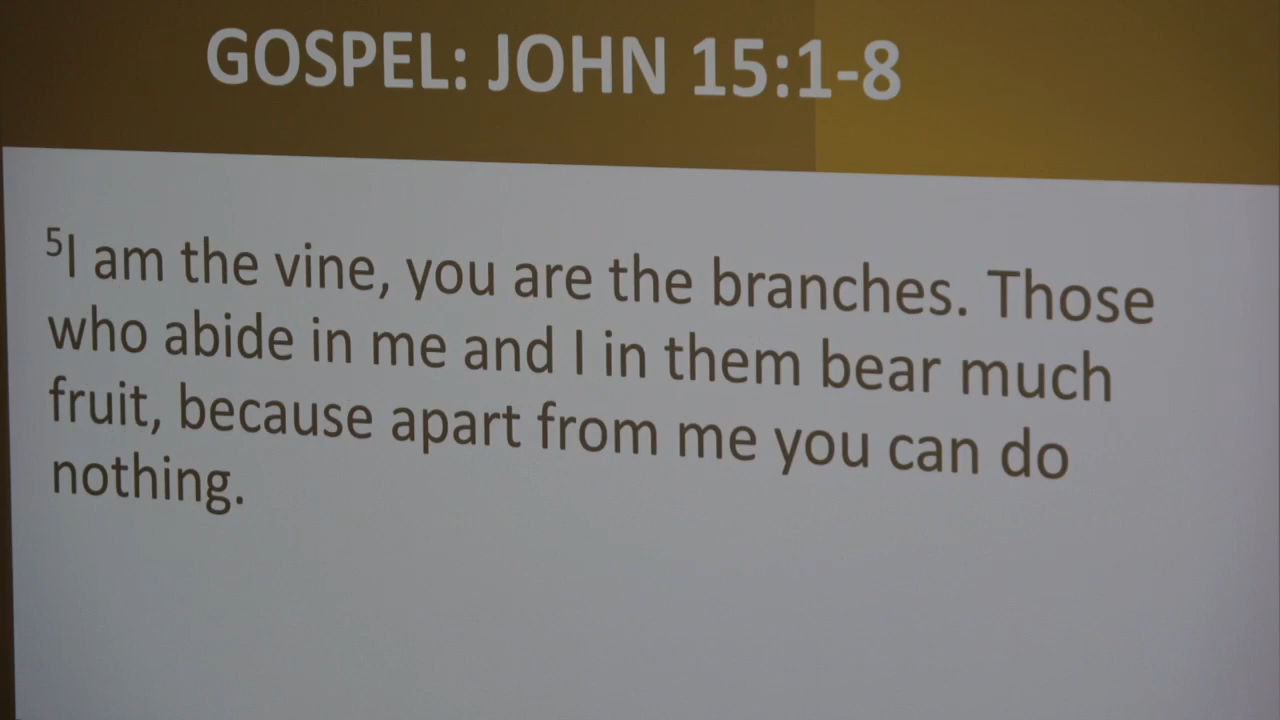 GOSPEL: JOHN 15:1-8
⁵I am the vine, you are the branches. Those
who abide in me and I in them bear much
fruit, because apart from me you can do
nothing.